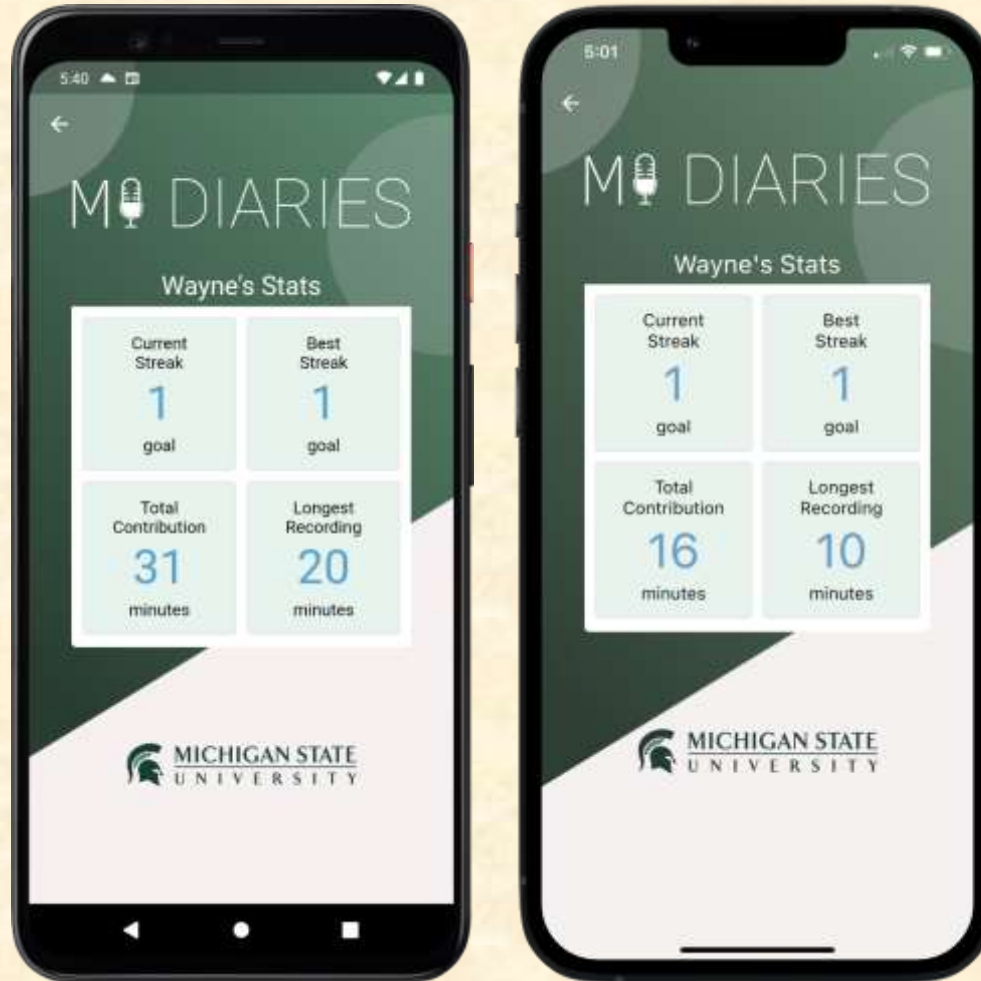 5:40
MI DIARIES
Wayne's Stats
Current
Streak
1
goal
Best
Streak
1
goal
Total
Contribution
31
minutes
Longest
Recording
20
minutes
MICHIGAN STATE
UNIVERSITY
5:01
MI DIARIES
Wayne's Stats
Current
Streak
1
goal
Best
Streak
1
goal
Total
Contribution
16
minutes
Longest
Recording
10
minutes
MICHIGAN STATE
UNIVERSITY